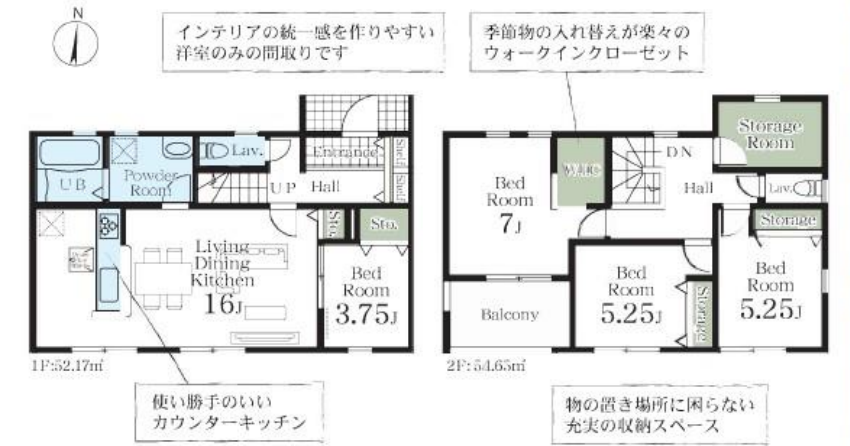 N
インテリアの統一感を作りやすい
洋室のみの間取りです
季節物の入れ替えが楽々の
ウォークインクローゼット
UB
Powder
Room
Lav.
Entrance
Shelf
Shelf
UP
Hall
Living
Dining
Kitchen
16J
Sto.
Sto.
Bed
Room
3.75J
1F:52.17㎡
使い勝手のいい
カウンターキッチン
Bed
Room
7J
W.I.C
DN
Hall
Storage
Room
Lav.
Storage
Balcony
Bed
Room
5.25J
Storage
Bed
Room
5.25J
2F:54.65㎡
物の置き場所に困らない
充実の収納スペース